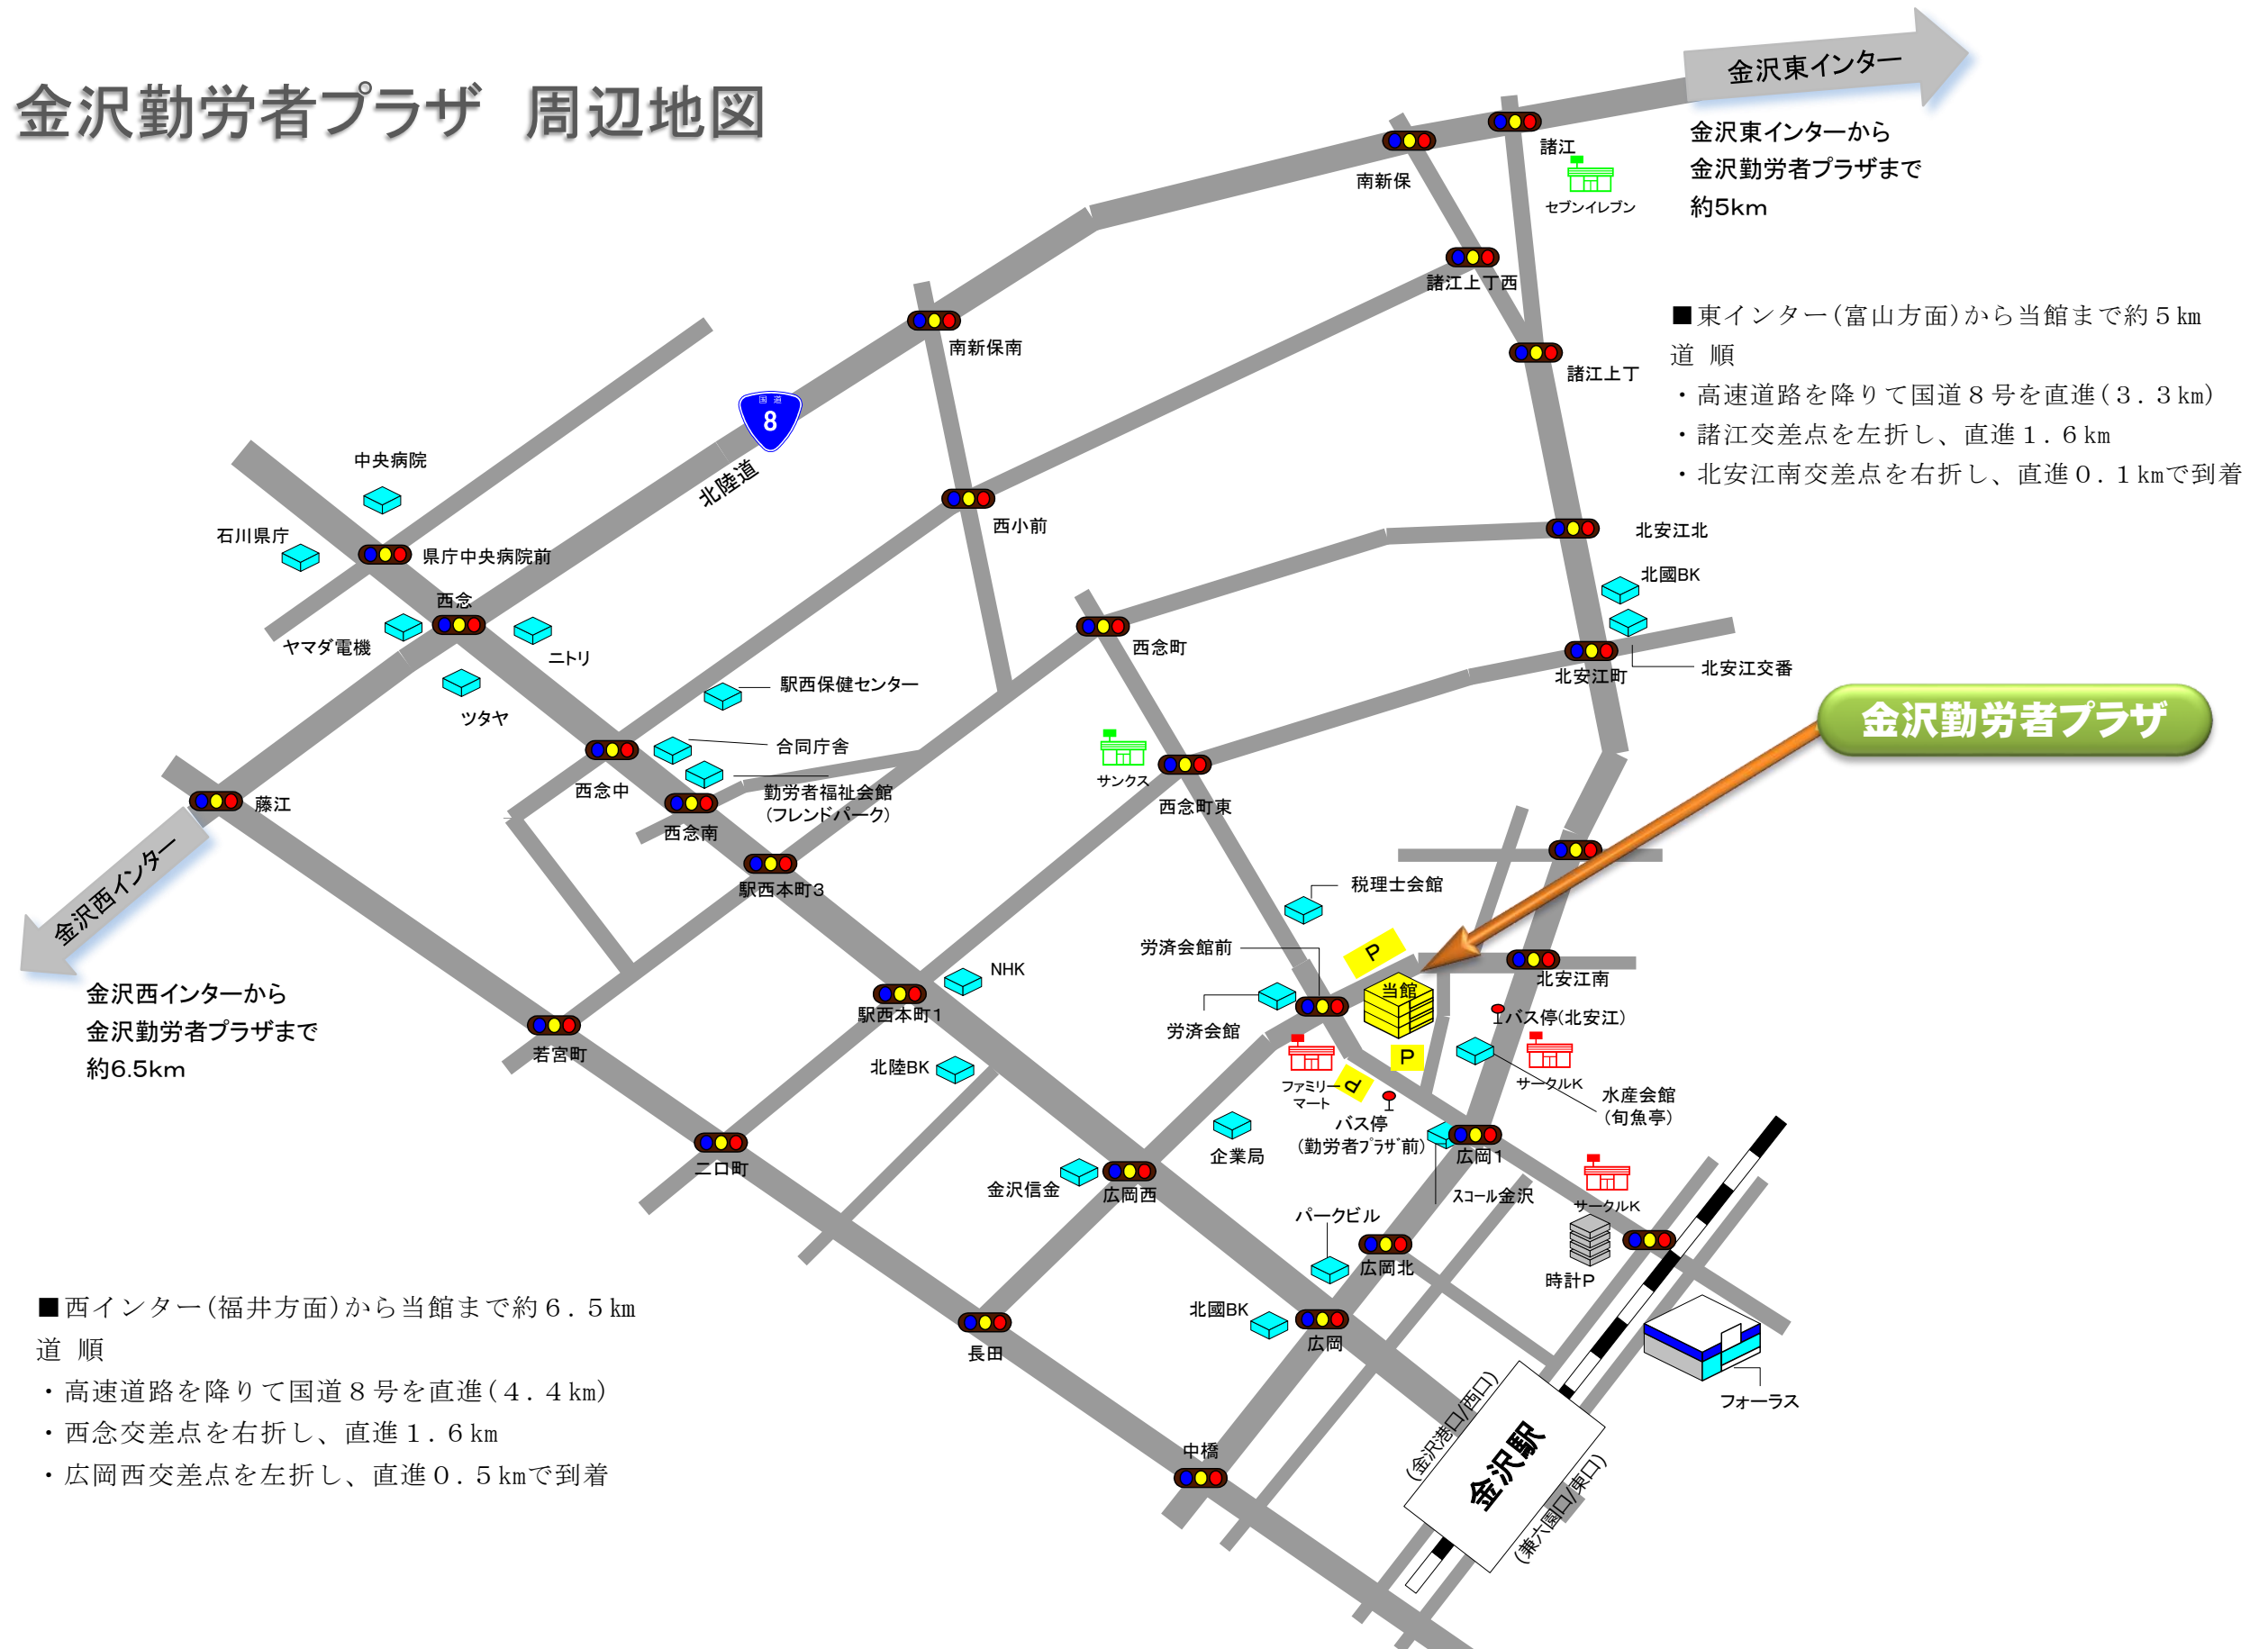 金沢勤労者プラザ　周辺地図
金沢東インター
金沢東インターから
金沢勤労者プラザまで
約5km
諸江
南新保
セブンイレブン
諸江上丁西
諸江上丁
■東インター(富山方面)から当館まで約５㎞
道 順
・高速道路を降りて国道８号を直進(３．３㎞)
・諸江交差点を左折し、直進１．６㎞
・北安江南交差点を右折し、直進０．１㎞で到着
南新保南
国道
8
北陸道
中央病院
石川県庁
県庁中央病院前
西念
ヤマダ電機
ニトリ
ツタヤ
西小前
北安江北
北國BK
西念町
北安江町
北安江交番
駅西保健センター
合同庁舎
勤労者福祉会館
(フレンドパーク)
西念中
西念南
サンクス
西念町東
金沢勤労者プラザ
藤江
金沢西インター
金沢西インターから
金沢勤労者プラザまで
約6.5km
駅西本町3
税理士会館
労済会館前
P
当館
北安江南
NHK
駅西本町1
労済会館
バス停(北安江)
若宮町
北陸BK
ファミリー
マート
P
P
サークルK
水産会館
(旬魚亭)
バス停
(勤労者プラザ前)
二口町
企業局
広岡1
金沢信金
広岡西
スコール金沢
サークルK
パークビル
広岡北
時計P
北國BK
広岡
長田
フォーラス
中橋
(金沢港口/西口)
金沢駅
(兼六園口/東口)
■西インター(福井方面)から当館まで約６．５㎞
道 順
・高速道路を降りて国道８号を直進(４．４㎞)
・西念交差点を右折し、直進１．６㎞
・広岡西交差点を左折し、直進０．５㎞で到着